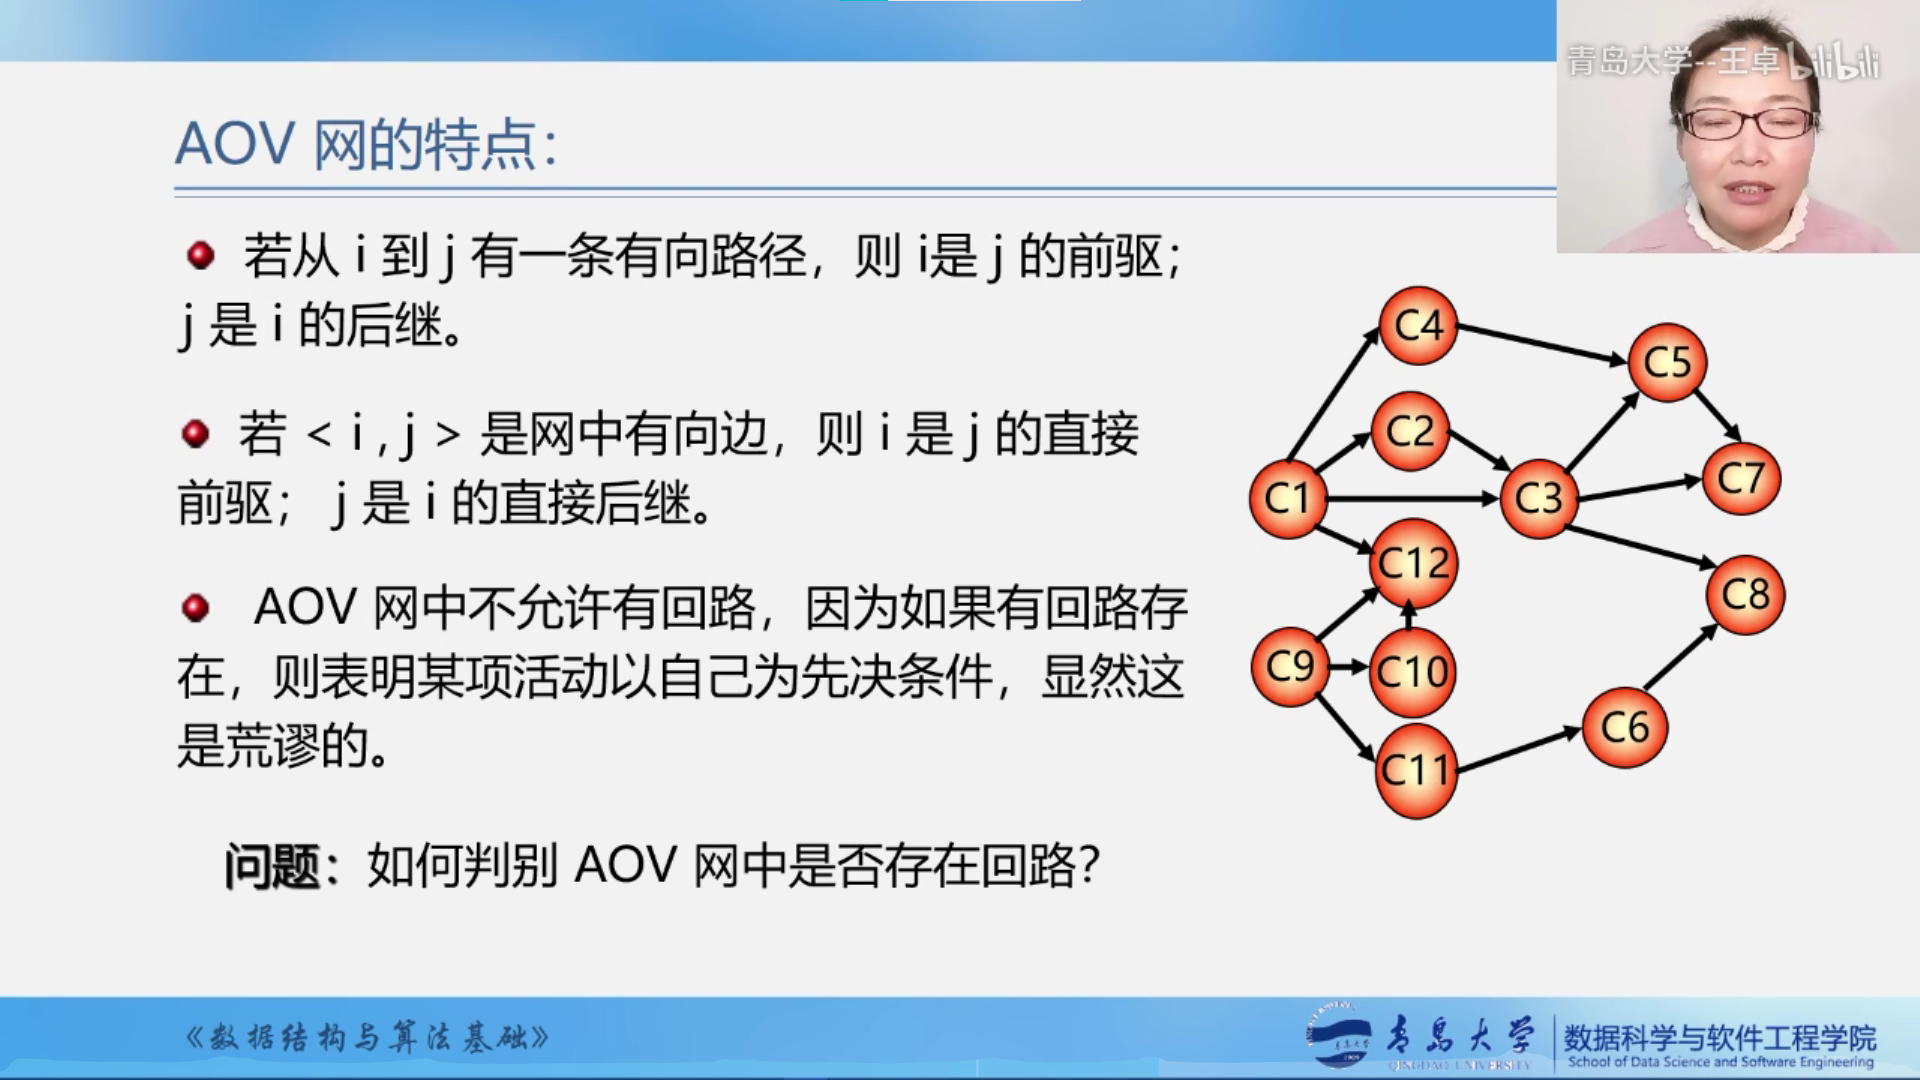 青岛大学--王卓 bilibili
AOV 网的特点：
若从 i 到 j 有一条有向路径，则 i是 j 的前驱；
j 是 i 的后继。
若 < i , j > 是网中有向边，则 i 是 j 的直接
前驱； j 是 i 的直接后继。
AOV 网中不允许有回路，因为如果有回路存
在，则表明某项活动以自己为先决条件，显然这
是荒谬的。
问题：如何判别 AOV 网中是否存在回路？
C4
C5
C2
C7
C1
C3
C12
C8
C9
C10
C6
C11
《数据结构与算法基础》
青岛大学
QINGDAO UNIVERSITY
数据科学与软件工程学院
School of Data Science and Software Engineering